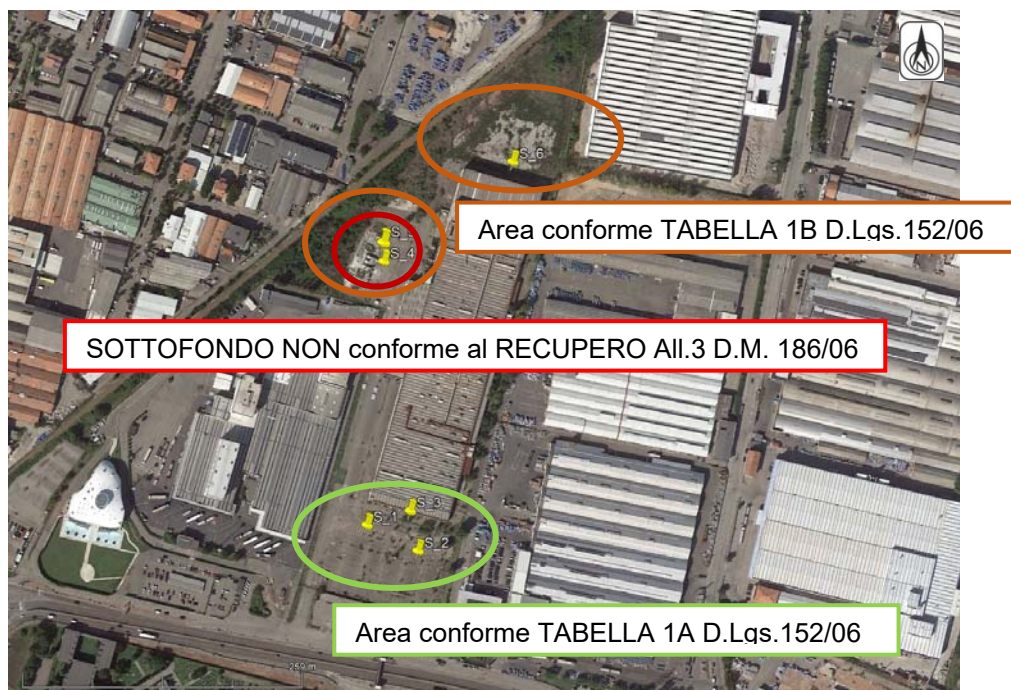 N
S_6
Area conforme TABELLA 1B D.Lgs.152/06
S_4
SOTTOFONDO NON conforme al RECUPERO All.3 D.M. 186/06
S_3
S_1
S_2
Area conforme TABELLA 1A D.Lgs.152/06
259 m